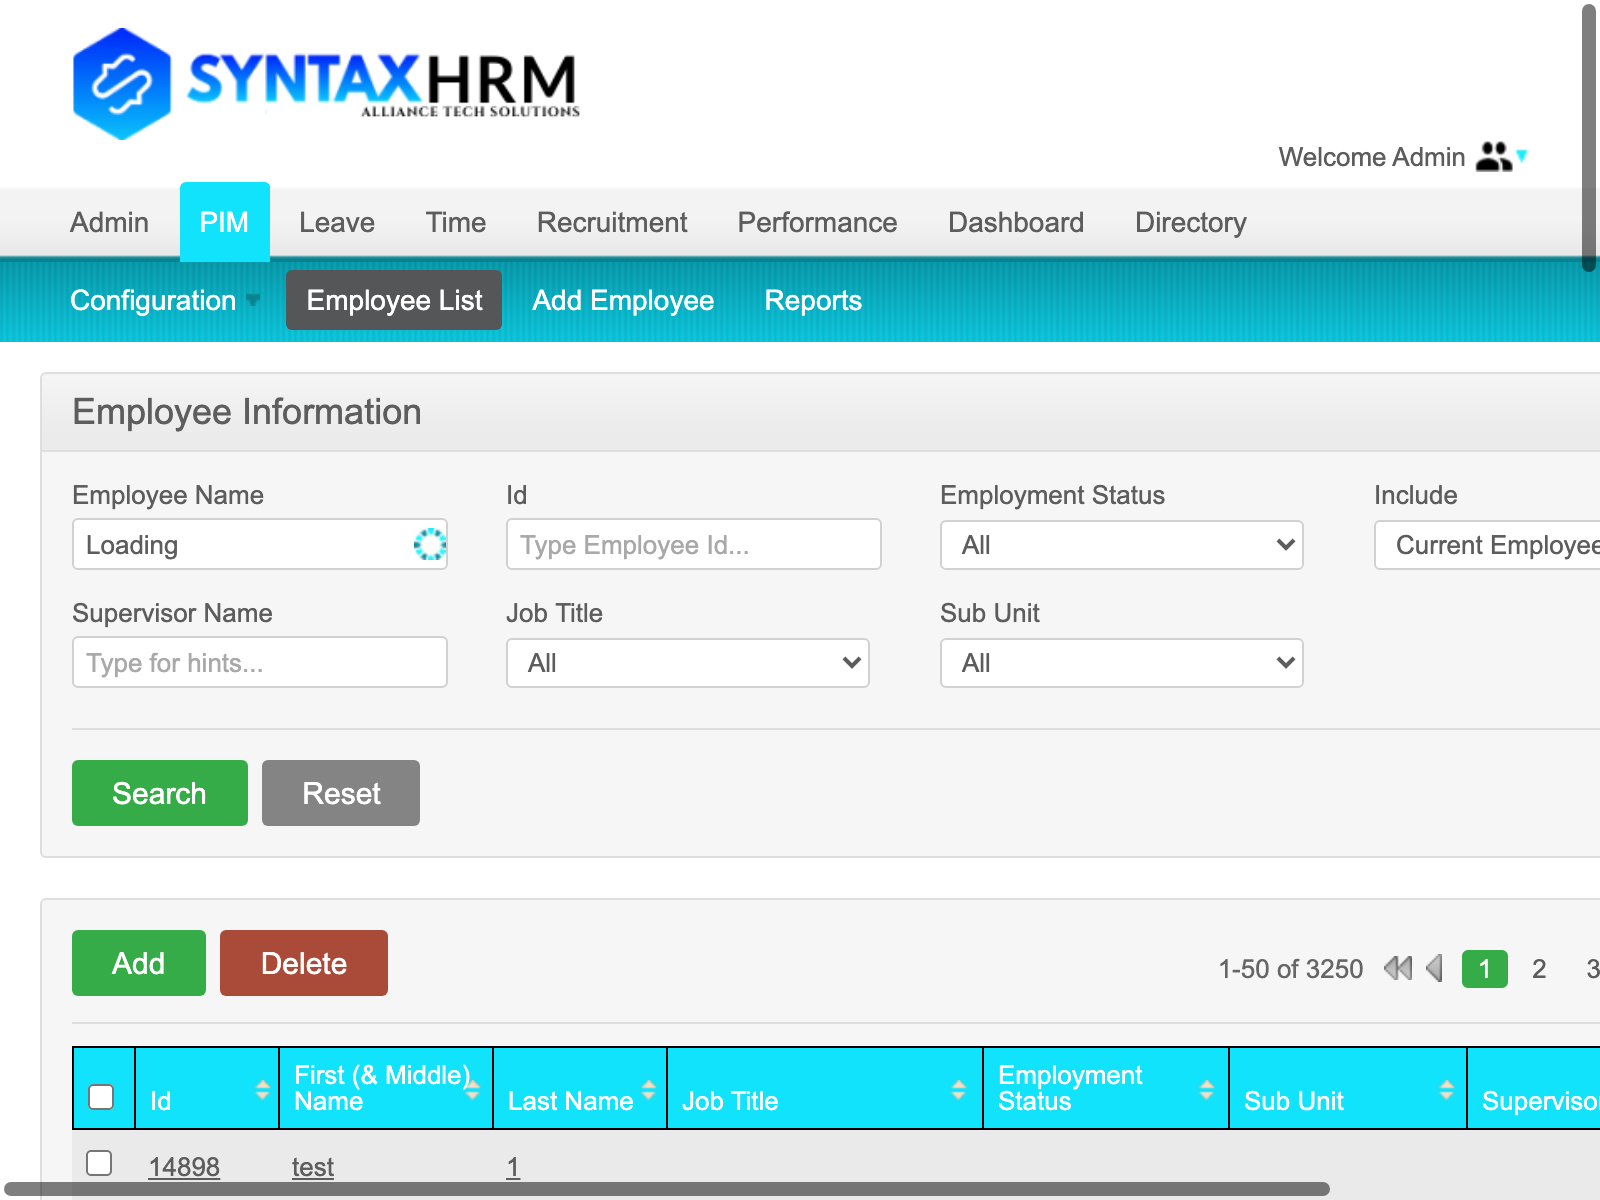 SYNTAXHRM
ALLIANCE TECH SOLUTIONS
Welcome Admin
Admin PIM Leave Time Recruitment Performance Dashboard Directory
Configuration Employee List Add Employee Reports
Employee Information
Employee Name Id Employment Status Include
Loading Type Employee Id... All Current Employee
Supervisor Name Job Title Sub Unit
Type for hints... All All
Search Reset
Add Delete 1-50 of 3250 1 2 3
Id First (& Middle) Name Last Name Job Title Employment Status Sub Unit Superviso
14898 test 1